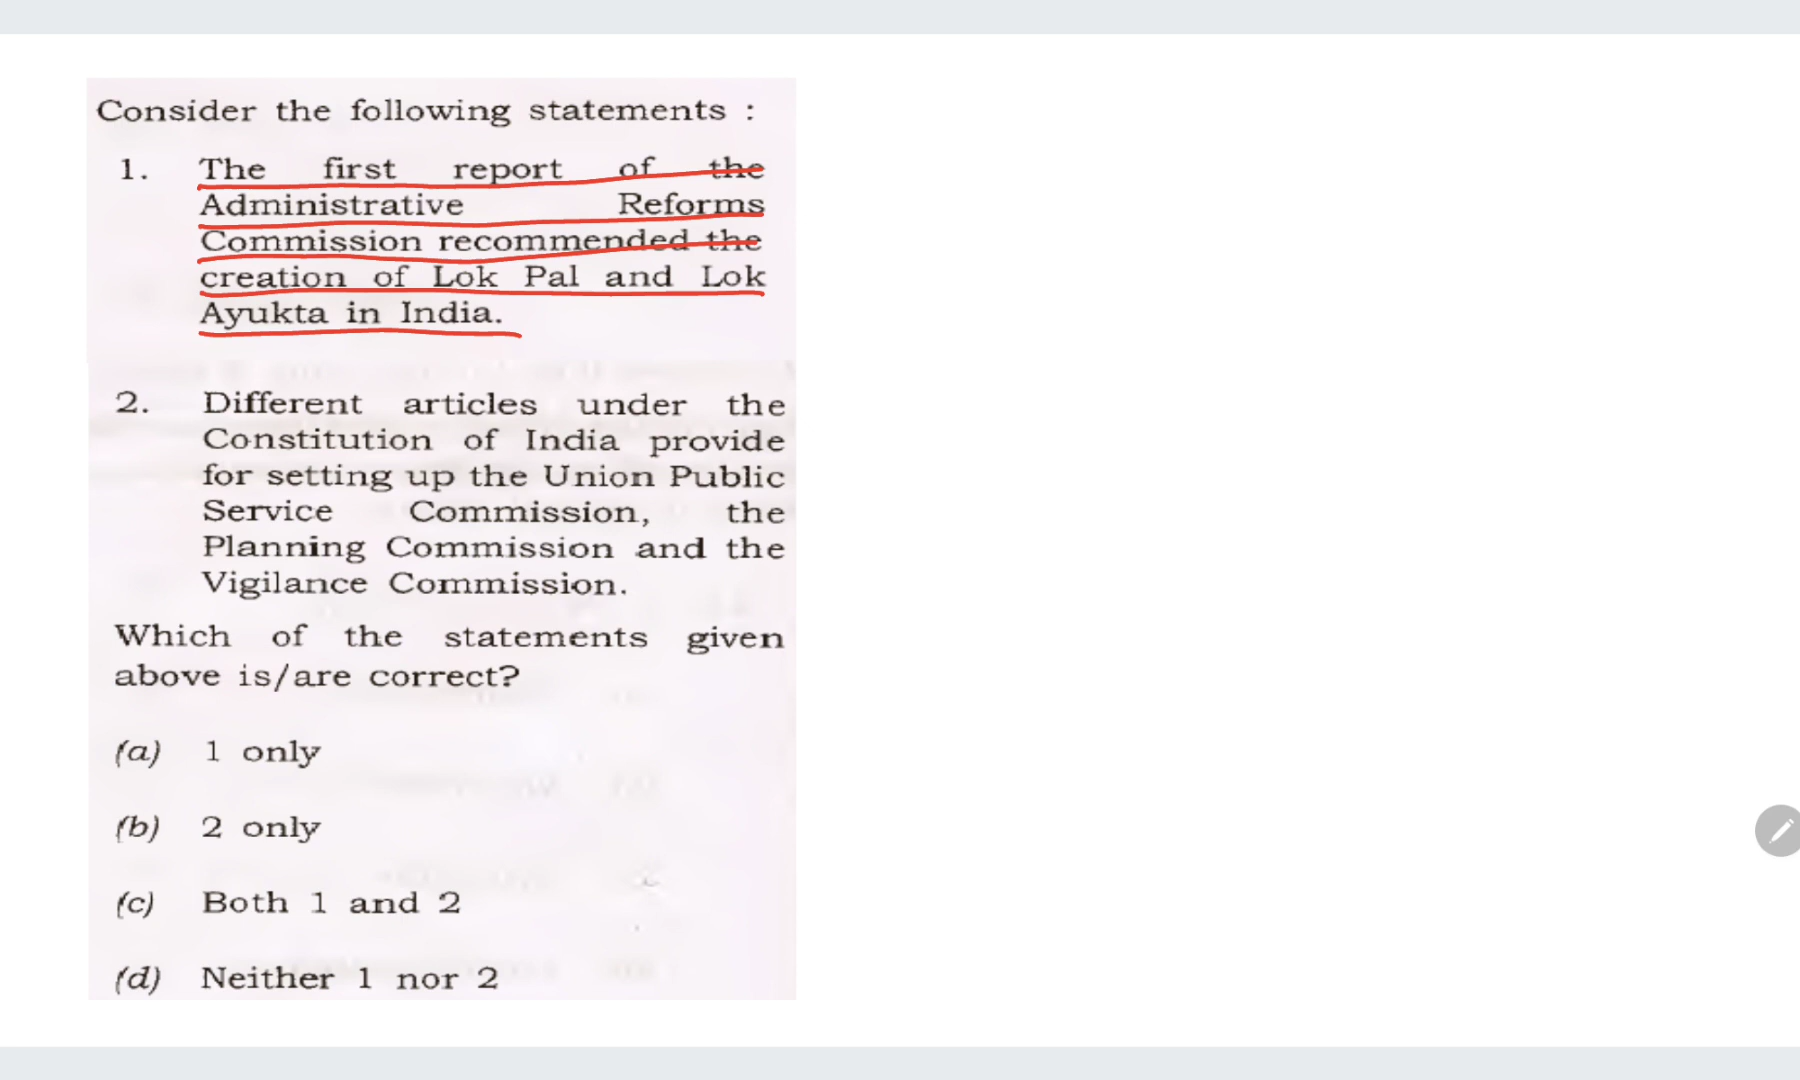 Consider the following statements :
1. The first report of the
Administrative Reforms
Commission recommended the
creation of Lok Pal and Lok
Ayukta in India.
2. Different articles under the
Constitution of India provide
for setting up the Union Public
Service Commission, the
Planning Commission and the
Vigilance Commission.
Which of the statements given
above is/are correct?
(a) 1 only
(b) 2 only
(c) Both 1 and 2
(d) Neither 1 nor 2